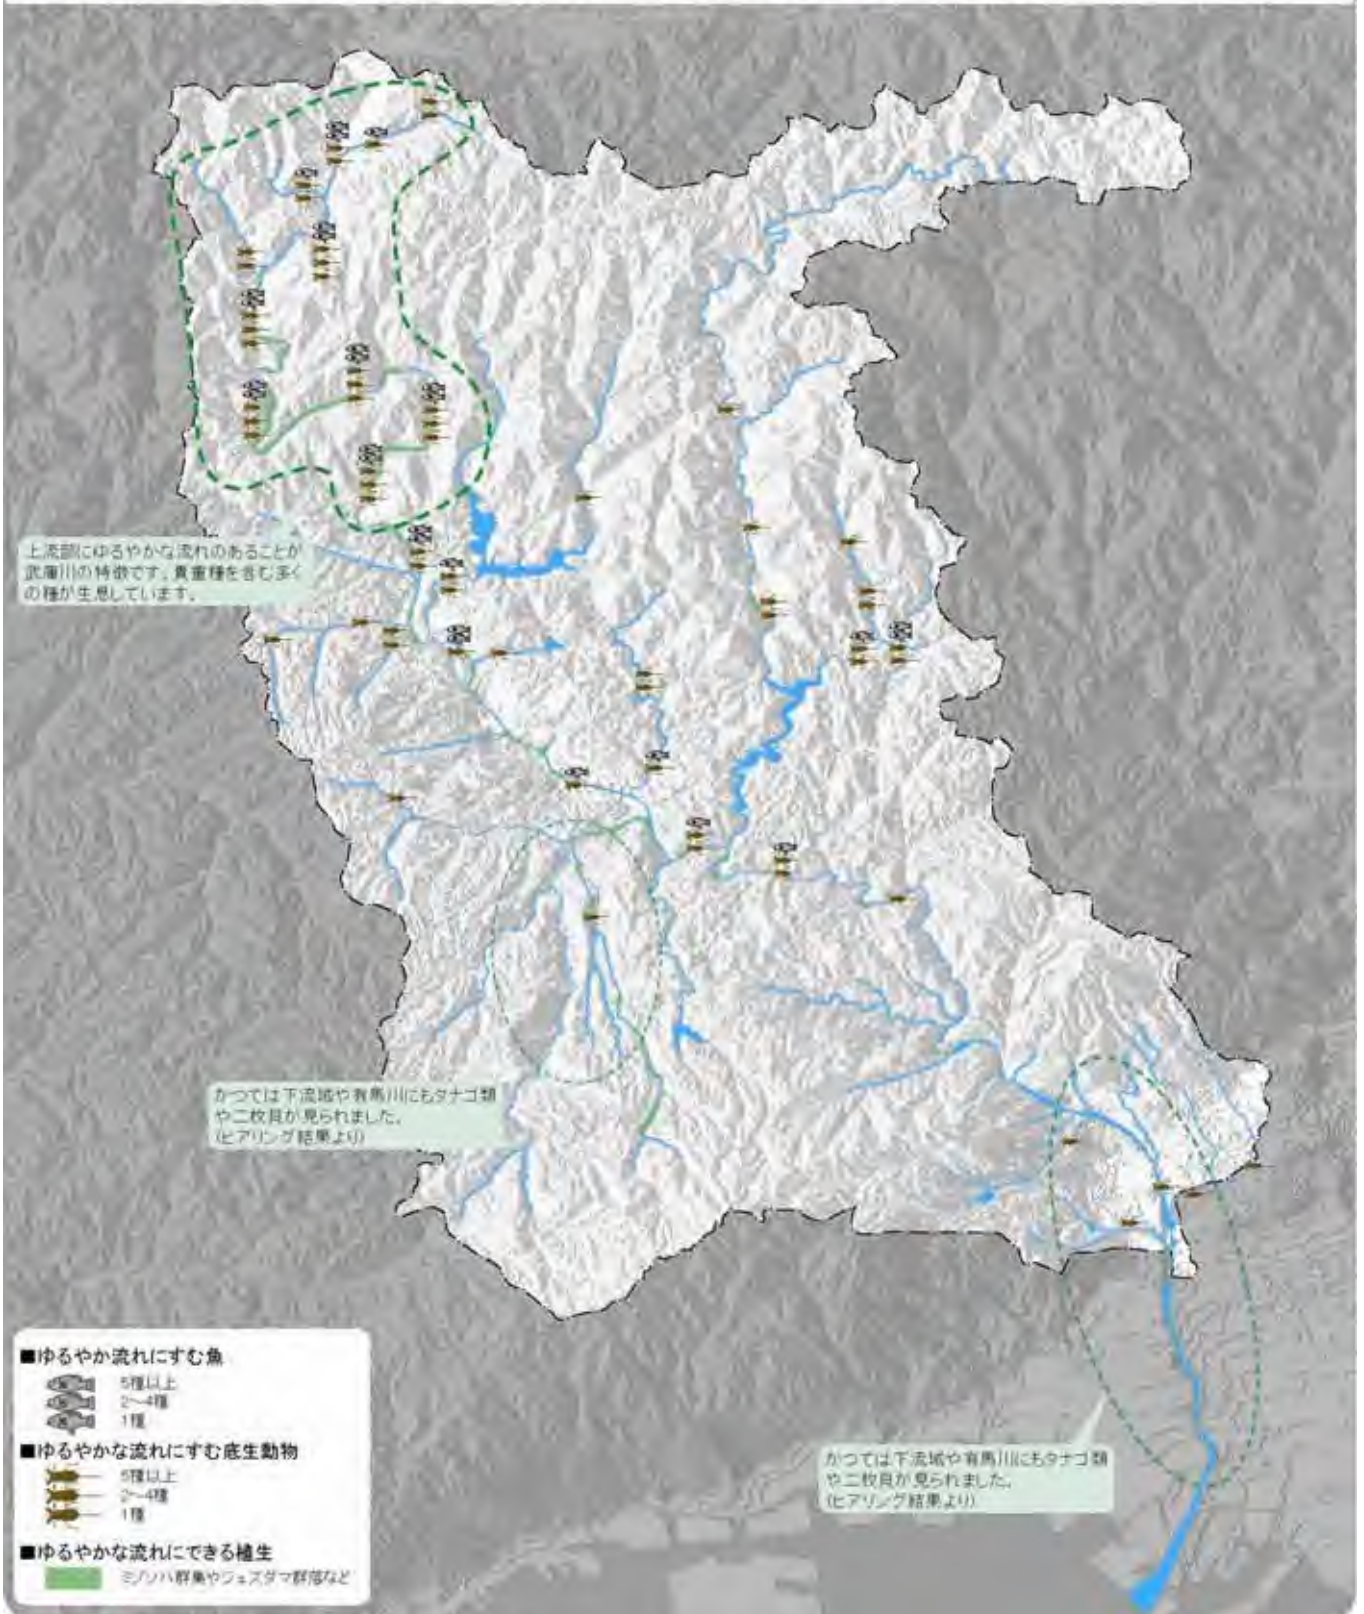 上流部にゆるやかな流れのあることが
武庫川の特徴です。貴重種を含む多く
の種が生息しています。
かつては下流域や有馬川にもタナゴ類
や二枚貝が見られました。
(ヒアリング結果より)
かつては下流域や有馬川にもタナゴ類
や二枚貝が見られました。
(ヒアリング結果より)
■ゆるやか流れにすむ魚
5種以上
2～4種
1種
■ゆるやかな流れにすむ底生動物
5種以上
2～4種
1種
■ゆるやかな流れにできる植生
ミゾソバ群集やジュズダマ群落など